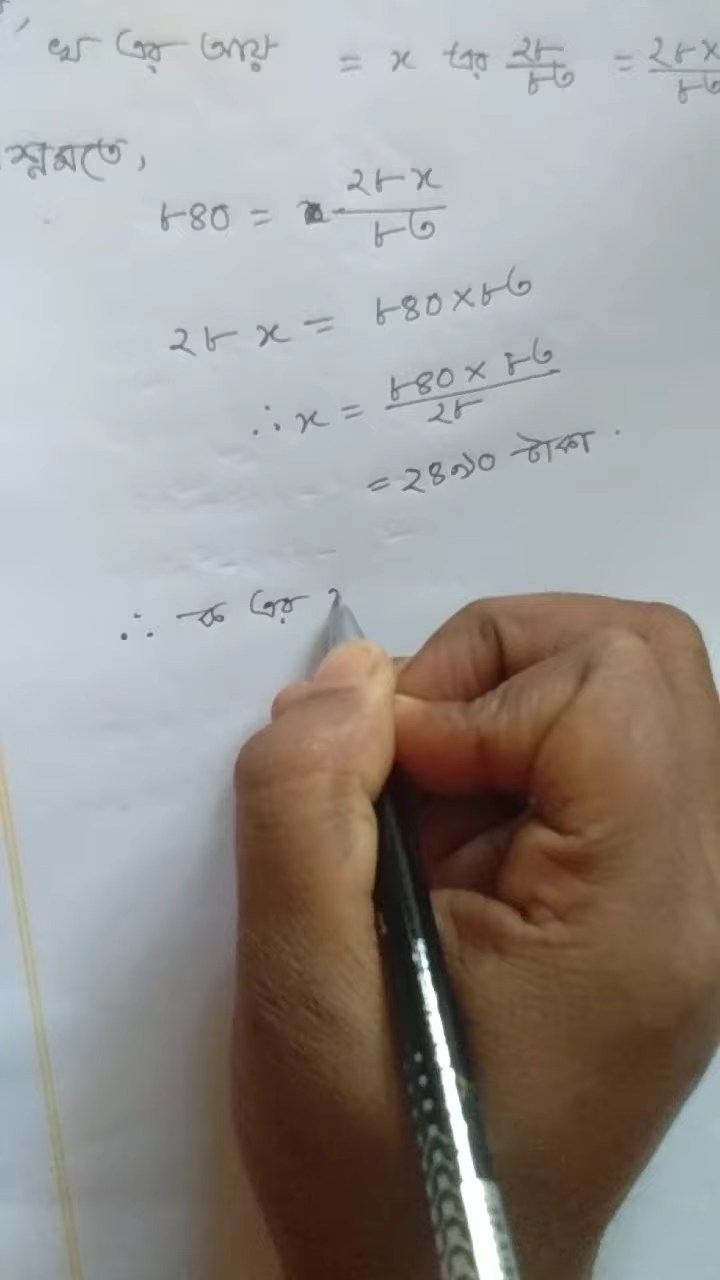 খ এর আয় = x এর ২৮/৮৩ = ২৮x/৮৩
শ্নমতে,
৮৪০ = ২৮x/৮৩
২৮x = ৮৪০×৮৩
∴ x = ৮৪০×৮৩/২৮
= ২৪৯০ টাকা.
∴ ক এর